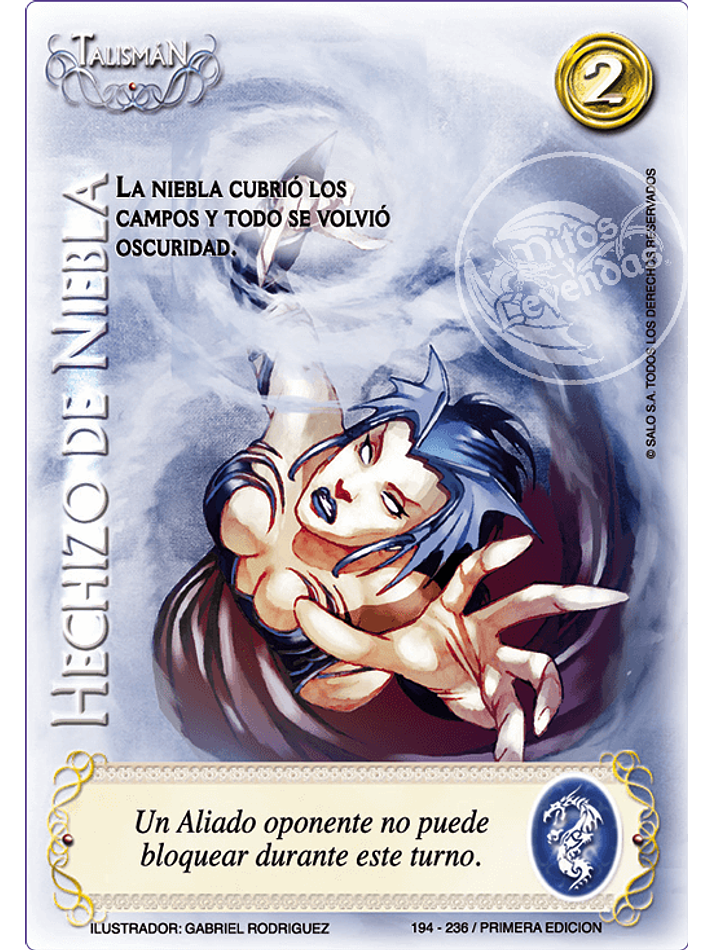 TALISMÁN
2
HECHIZO DE NIEBLA
LA NIEBLA CUBRIÓ LOS
CAMPOS Y TODO SE VOLVIÓ
OSCURIDAD.
Mitos
y
Leyendas
© SALO S.A. TODOS LOS DERECHOS RESERVADOS
Un Aliado oponente no puede
bloquear durante este turno.
ILUSTRADOR: GABRIEL RODRIGUEZ
194 - 236 / PRIMERA EDICION